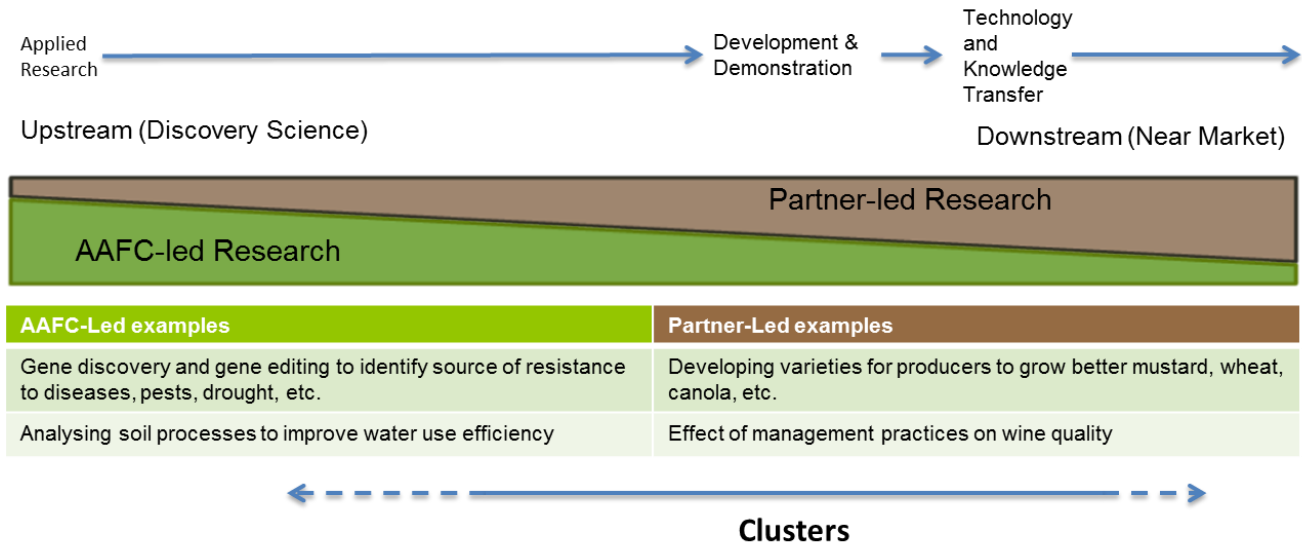 Applied
Research
Development &
Demonstration
Technology
and
Knowledge
Transfer
Upstream (Discovery Science)
Downstream (Near Market)
Partner-led Research
AAFC-led Research
AAFC-Led examples
Partner-Led examples
Gene discovery and gene editing to identify source of resistance
to diseases, pests, drought, etc.
Developing varieties for producers to grow better mustard, wheat,
canola, etc.
Analysing soil processes to improve water use efficiency
Effect of management practices on wine quality
Clusters